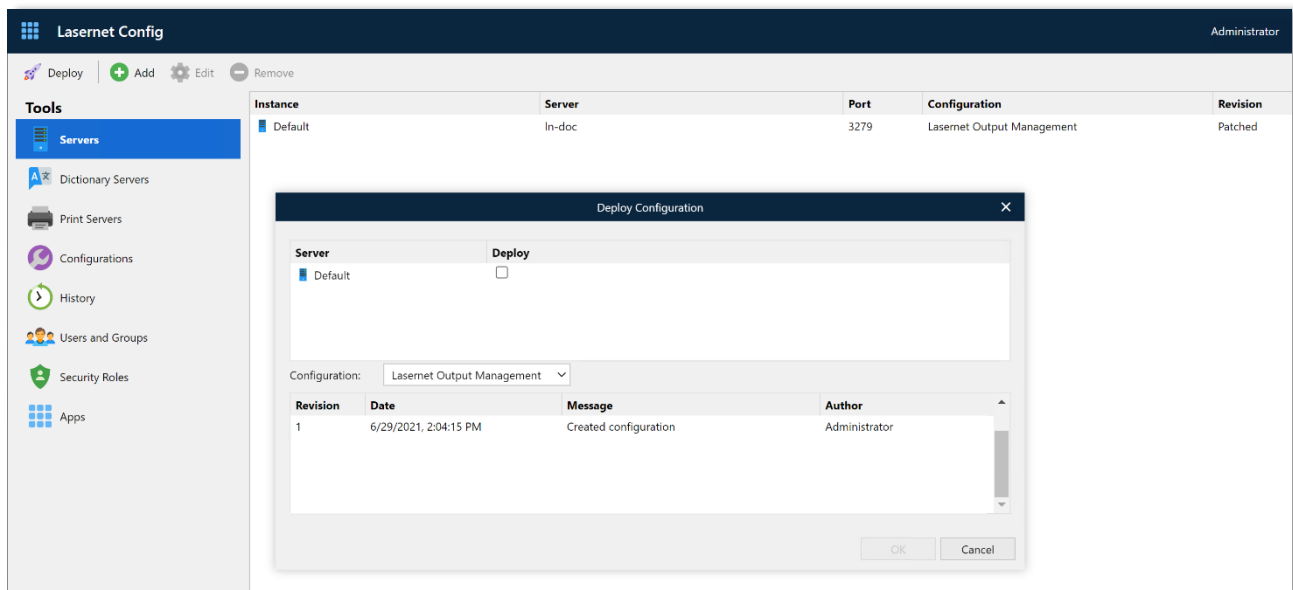 Lasernet Config Administrator
Deploy Add Edit Remove
Tools
Servers
Dictionary Servers
Print Servers
Configurations
History
Users and Groups
Security Roles
Apps
Instance Server Port Configuration Revision
Default In-doc 3279 Lasernet Output Management Patched
Deploy Configuration
Server Deploy
Default
Configuration: Lasernet Output Management
Revision Date Message Author
1 6/29/2021, 2:04:15 PM Created configuration Administrator
OK Cancel